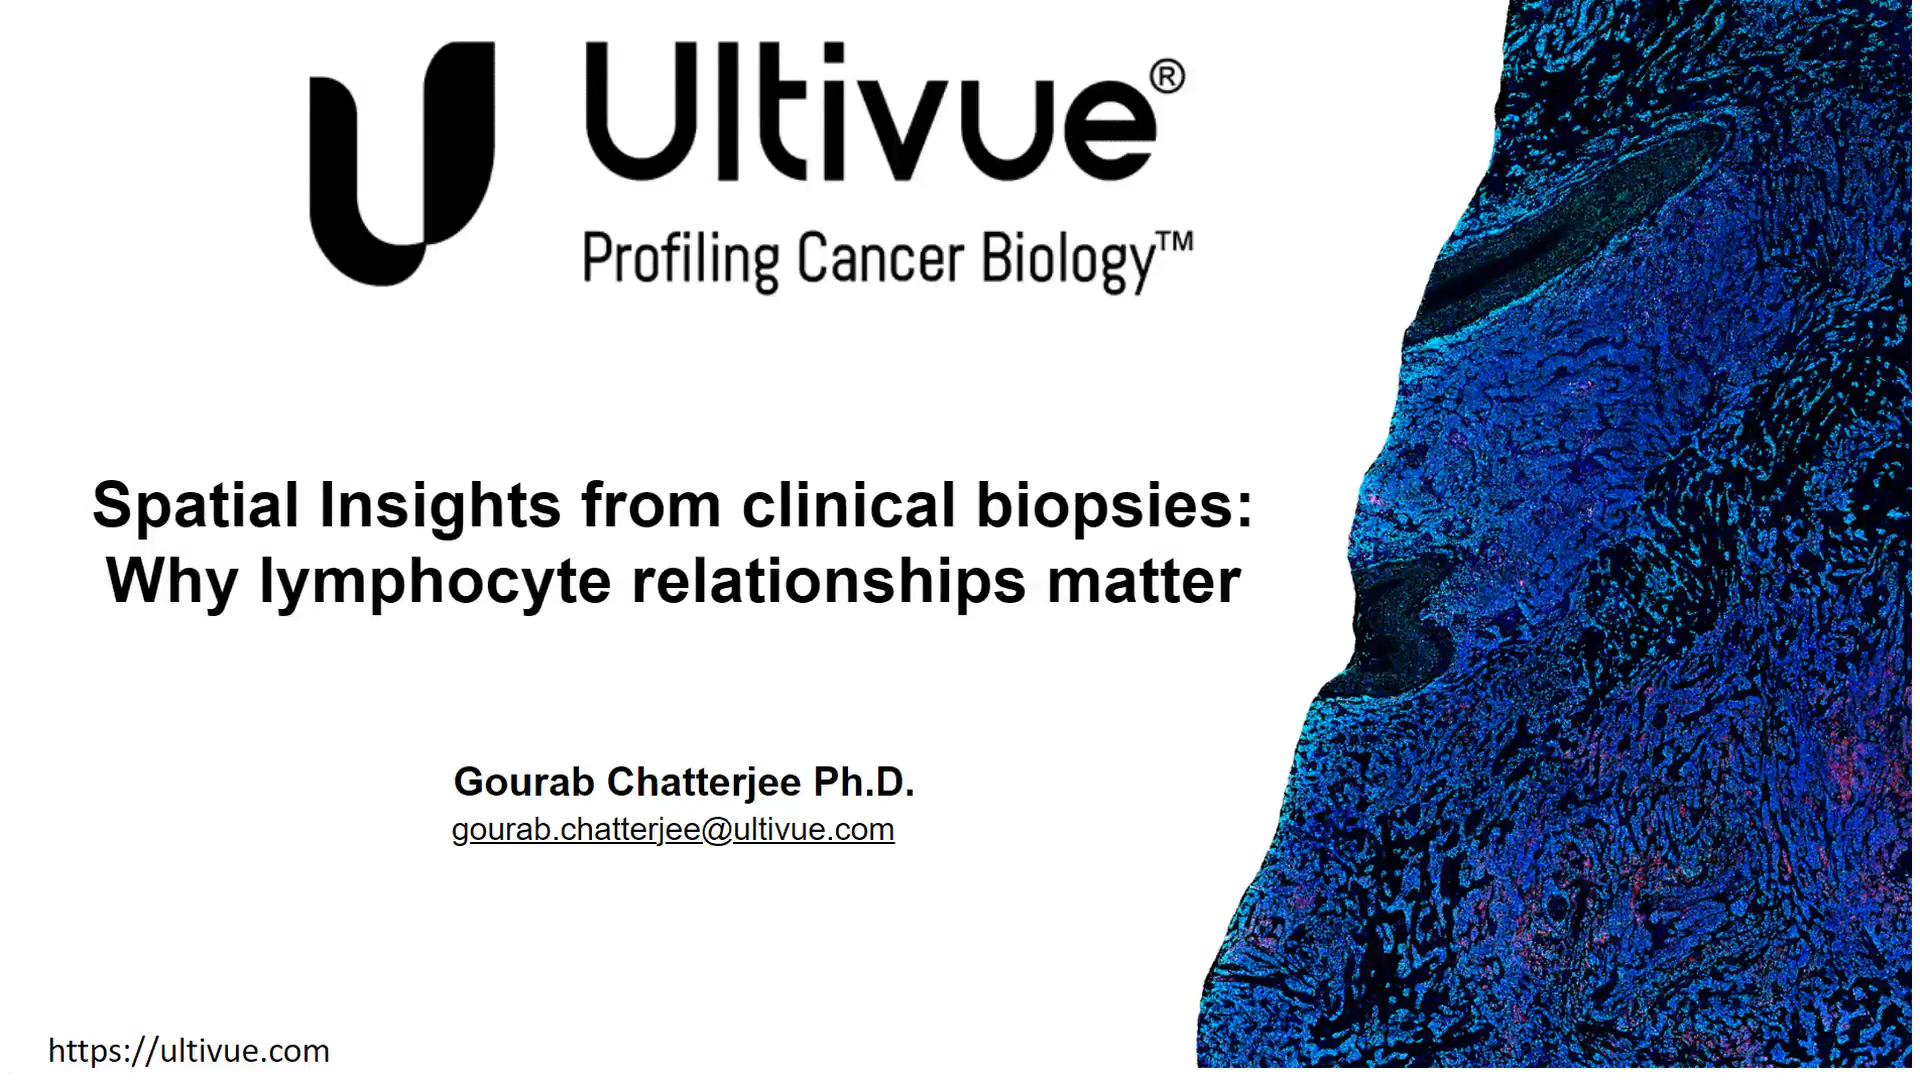 Ultivue®
Profiling Cancer Biology™
Spatial Insights from clinical biopsies:
Why lymphocyte relationships matter
Gourab Chatterjee Ph.D.
gourab.chatterjee@ultivue.com
https://ultivue.com